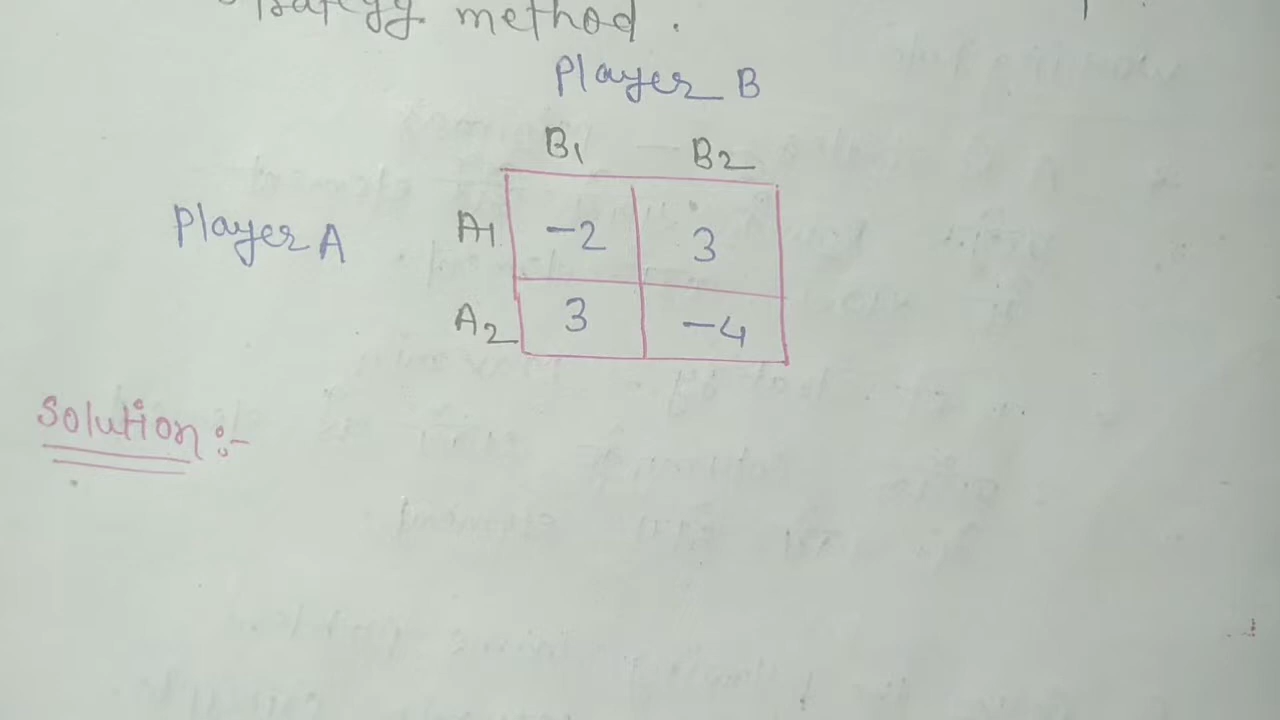 method.
Player B
B1 B2
Player A A1 -2 3
A2 3 -4
Solution :-